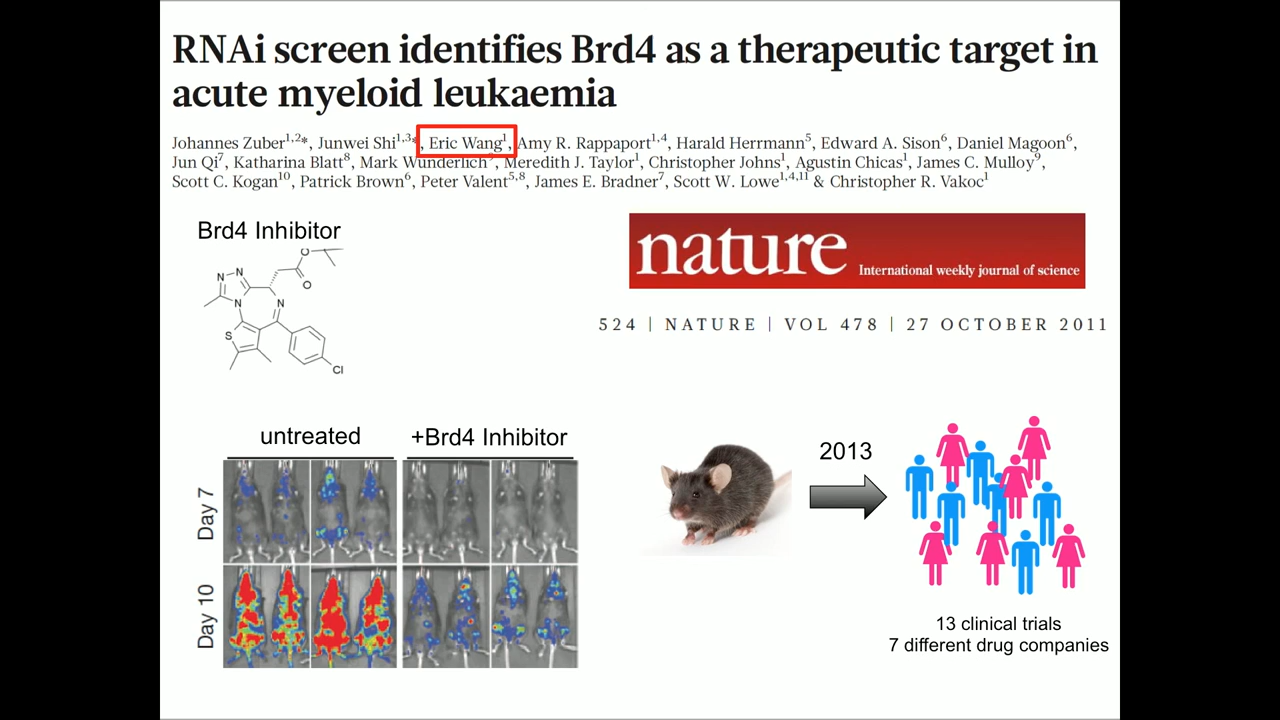 RNAi screen identifies Brd4 as a therapeutic target in
acute myeloid leukaemia
Johannes Zuber1,2*, Junwei Shi1,3*, Eric Wang1, Amy R. Rappaport1,4, Harald Herrmann5, Edward A. Sison6, Daniel Magoon6,
Jun Qi7, Katharina Blatt8, Mark Wunderlich9, Meredith J. Taylor1, Christopher Johns1, Agustin Chicas1, James C. Mulloy9,
Scott C. Kogan10, Patrick Brown6, Peter Valent5,8, James E. Bradner7, Scott W. Lowe1,4,11 & Christopher R. Vakoc1
Brd4 Inhibitor
O
O
N
N
N
N
S
Cl
nature International weekly journal of science
524 | NATURE | VOL 478 | 27 OCTOBER 2011
untreated
+Brd4 Inhibitor
Day 7
Day 10
2013
13 clinical trials
7 different drug companies